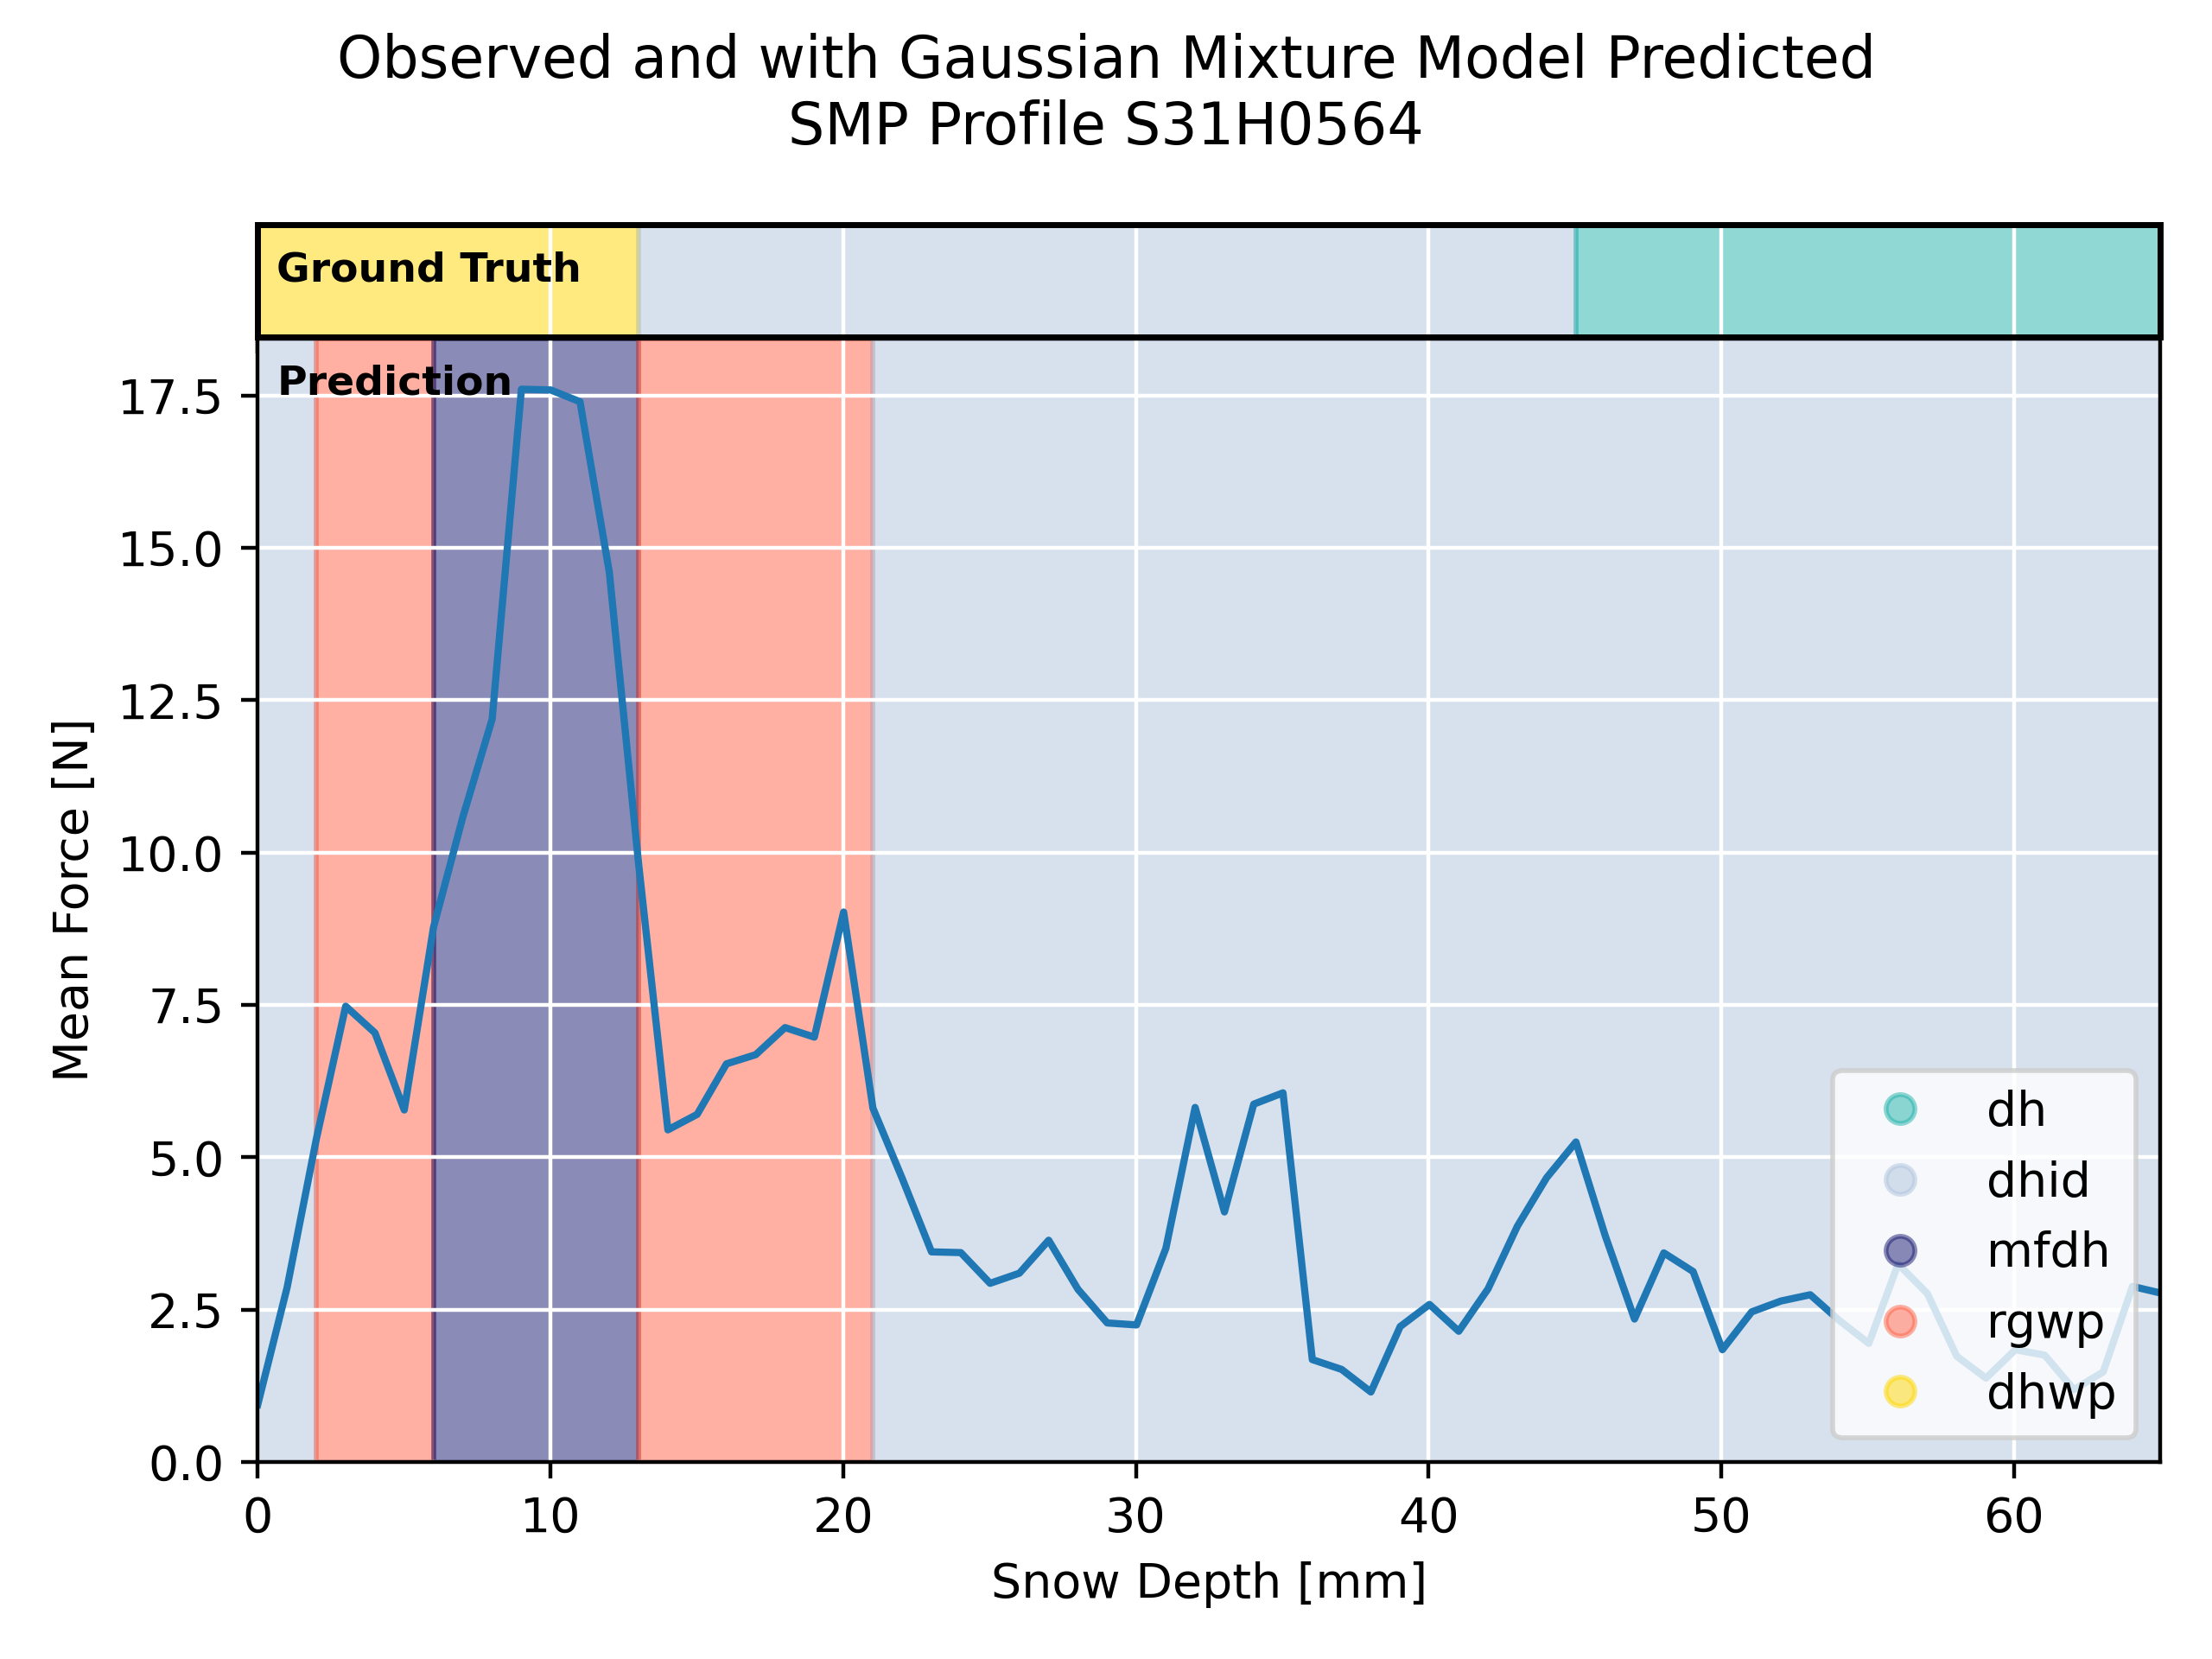 Observed and with Gaussian Mixture Model Predicted
SMP Profile S31H0564
Ground Truth
Prediction
17.5
15.0
12.5
10.0
7.5
5.0
2.5
0.0
Mean Force [N]
0 10 20 30 40 50 60
Snow Depth [mm]
dh
dhid
mfdh
rgwp
dhwp